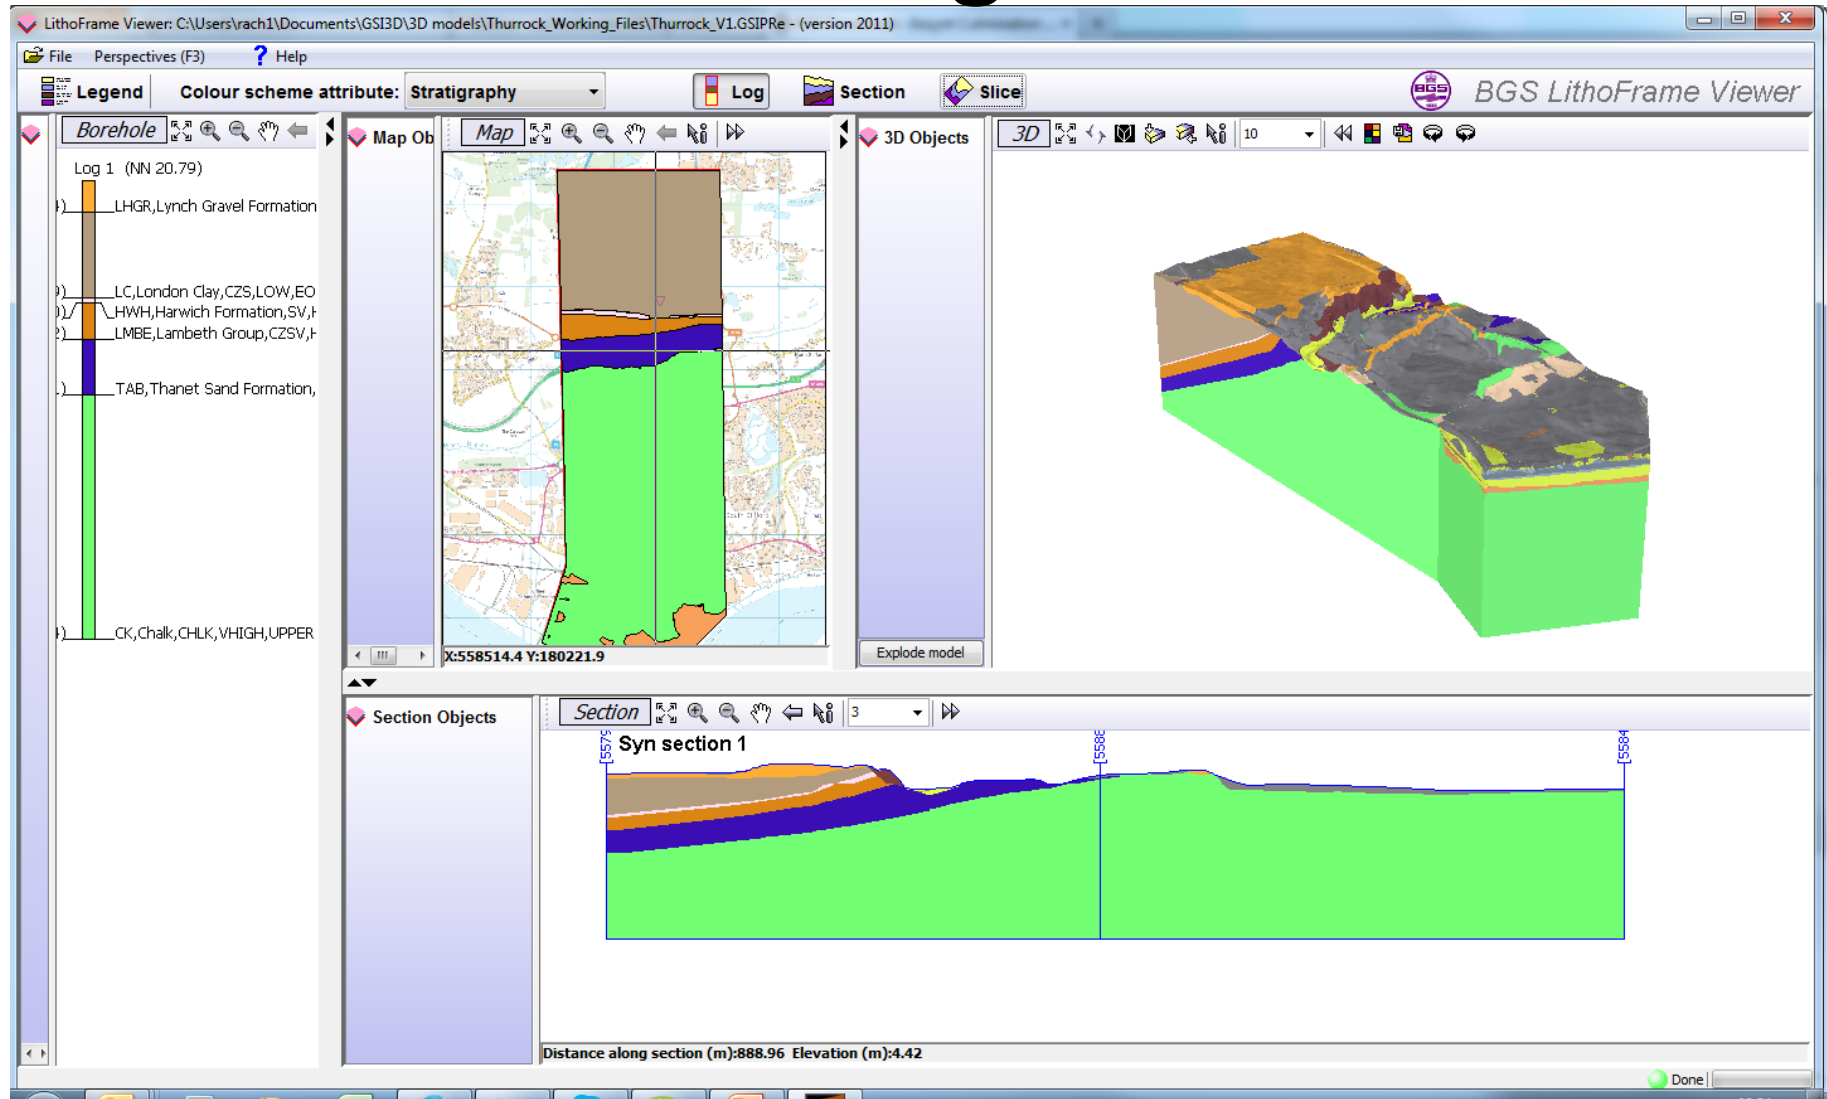 LithoFrame Viewer: C:\Users\rach1\Documents\GSI3D\3D models\Thurrock_Working_Files\Thurrock_V1.GSIPRe - (version 2011)
File Perspectives (F3) ? Help
Legend Colour scheme attribute: Stratigraphy Log Section Slice BGS BGS LithoFrame Viewer
Borehole
Log 1 (NN 20.79)
LHGR,Lynch Gravel Formation
LC,London Clay,CZS,LOW,EO
HWH,Harwich Formation,SV,H
LMBE,Lambeth Group,CZSV,H
TAB,Thanet Sand Formation,
CK,Chalk,CHLK,VHIGH,UPPER
Map Ob
Map
X:558514.4 Y:180221.9
3D Objects
Explode model
3D 10
Section Objects
Section 3
Syn section 1
[5579
[5588
[5584
Distance along section (m):888.96 Elevation (m):4.42
Done